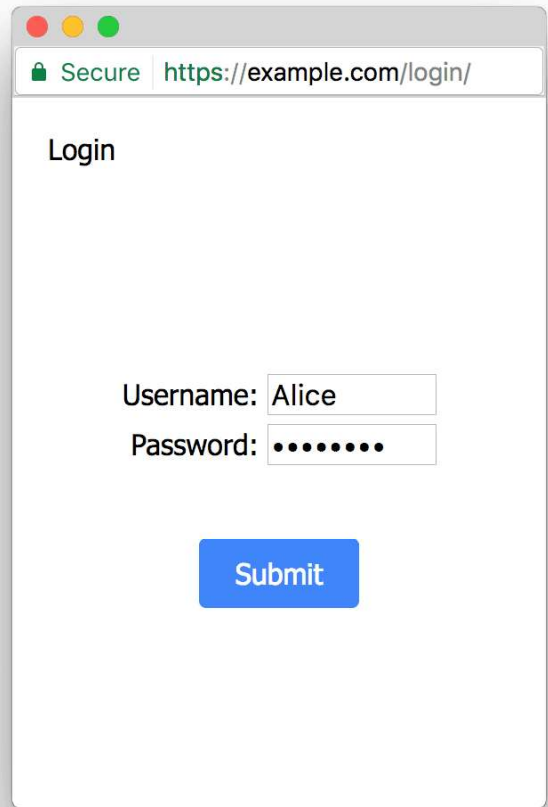 Secure https://example.com/login/
Login
Username: Alice
Password: ••••••••
Submit